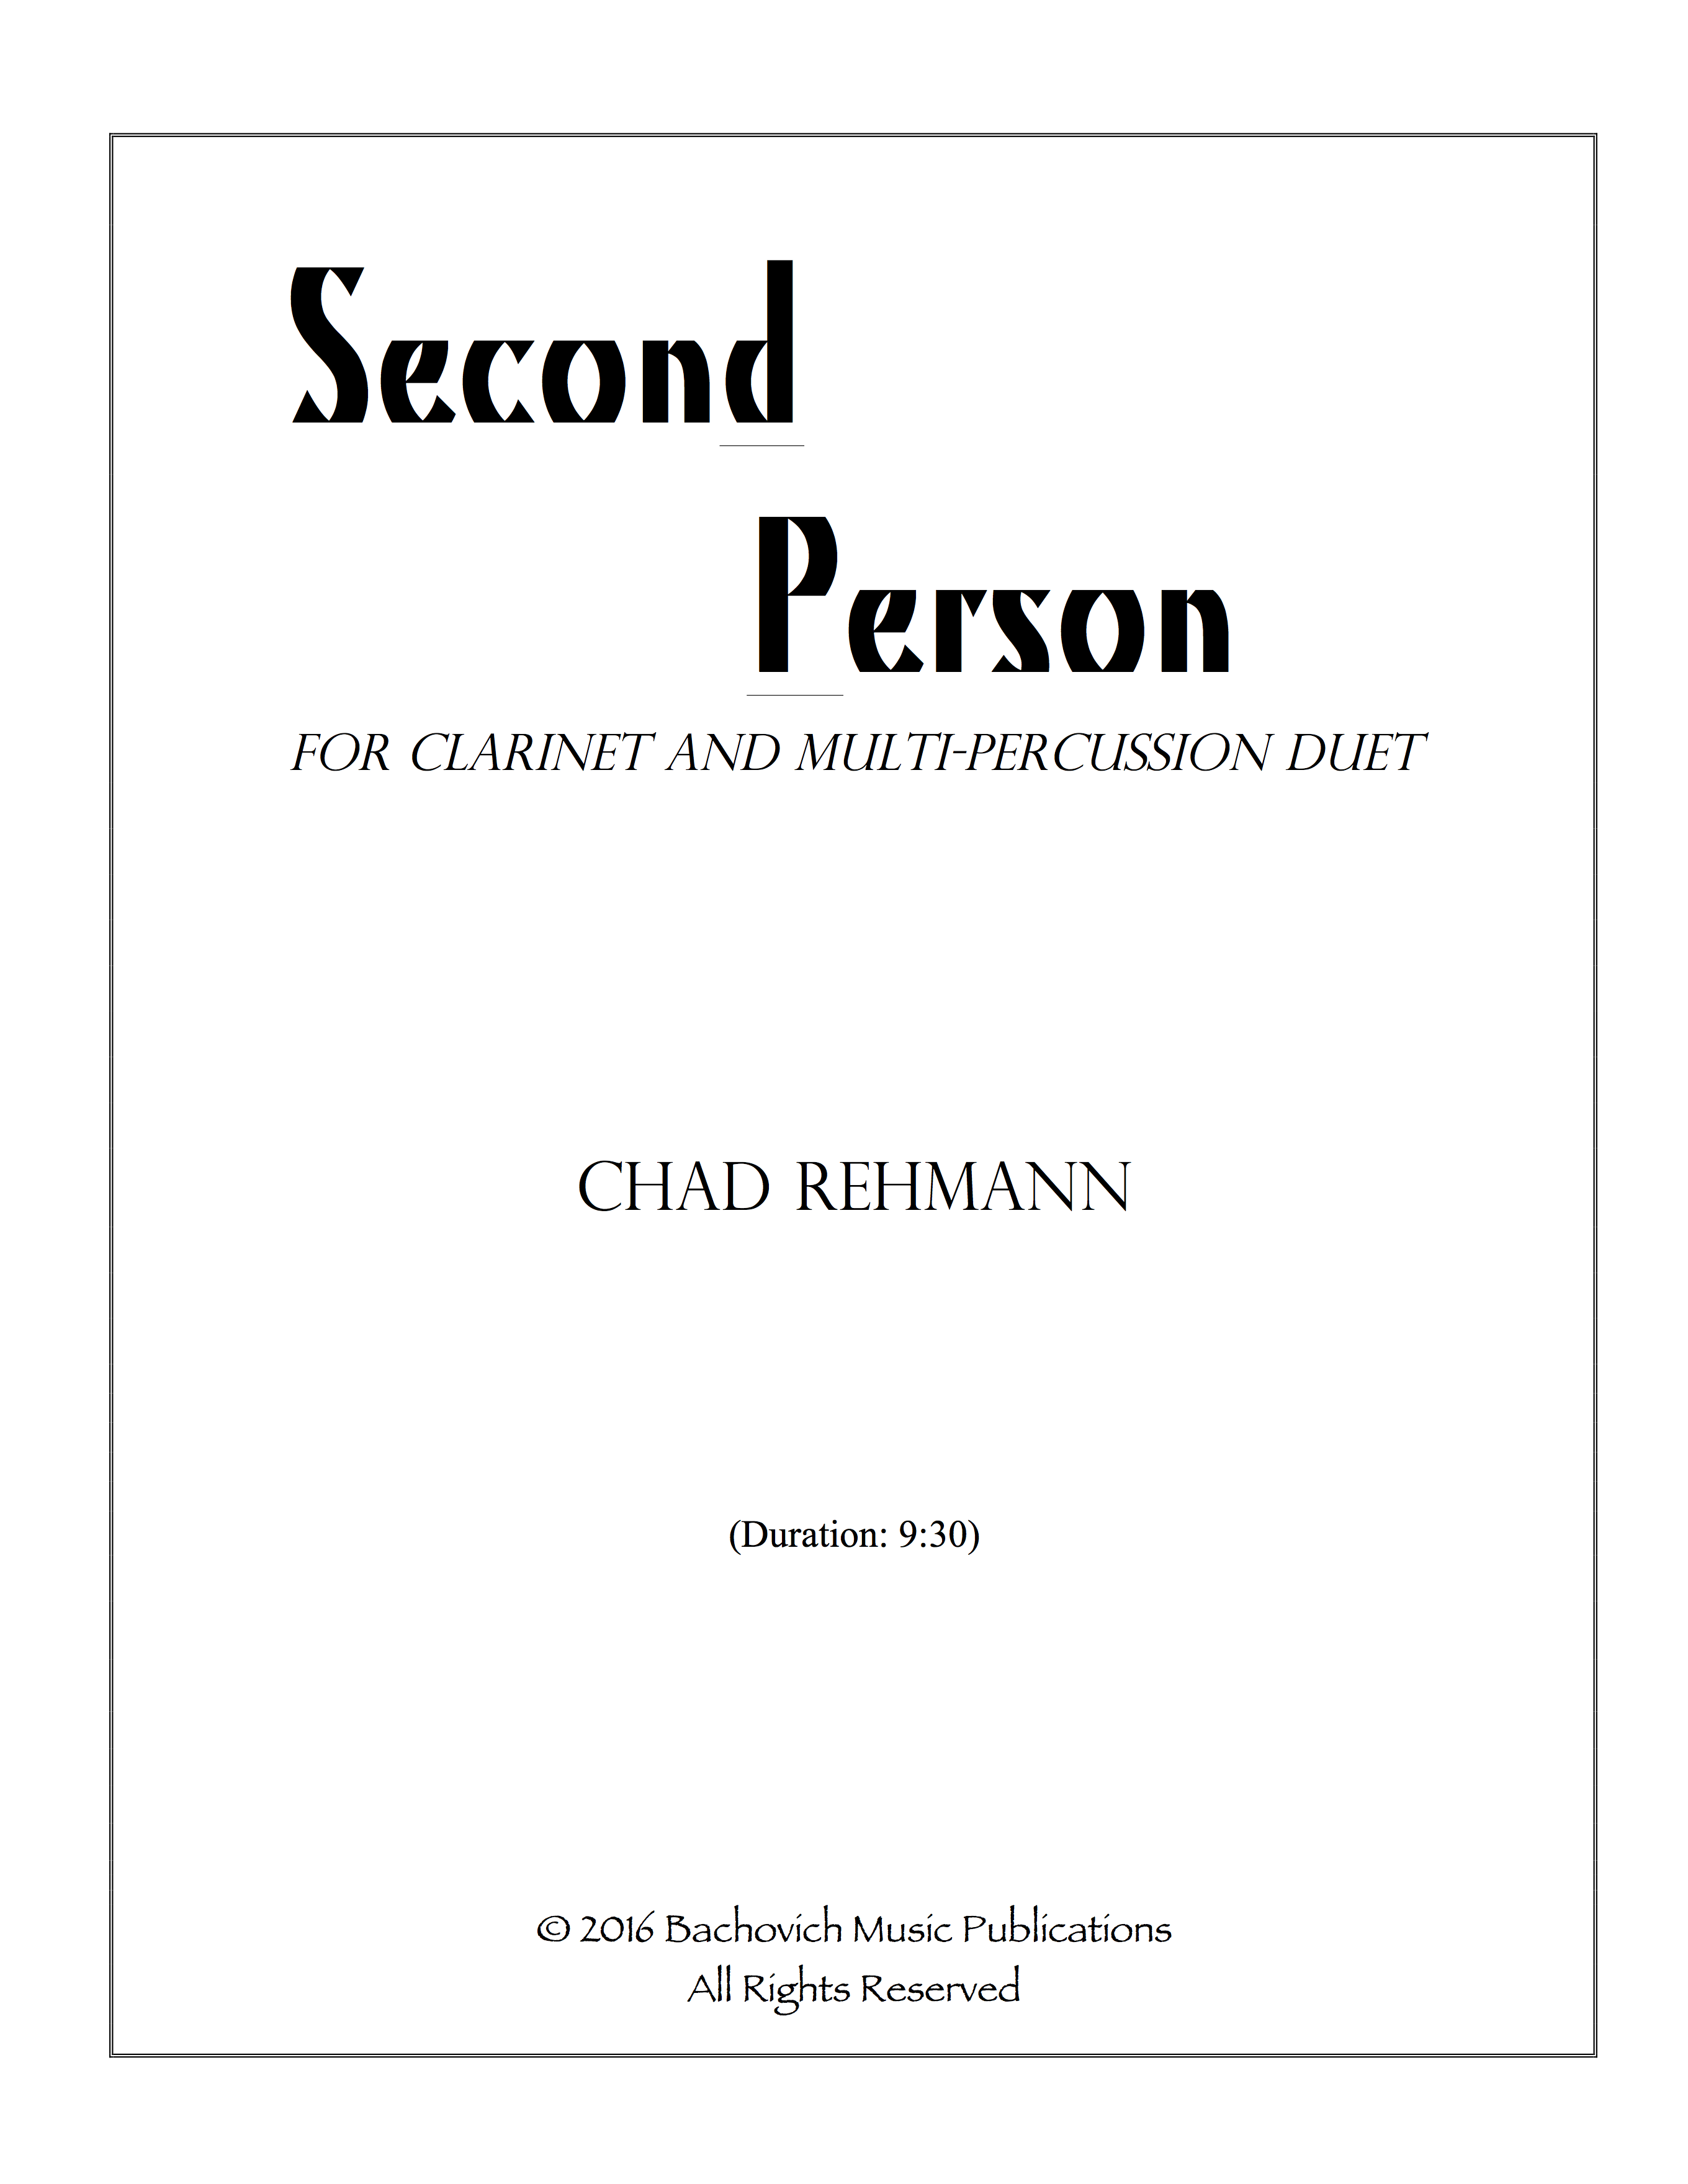 Second
Person
FOR CLARINET AND MULTI-PERCUSSION DUET
CHAD REHMANN
(Duration: 9:30)
© 2016 Bachovich Music Publications
All Rights Reserved